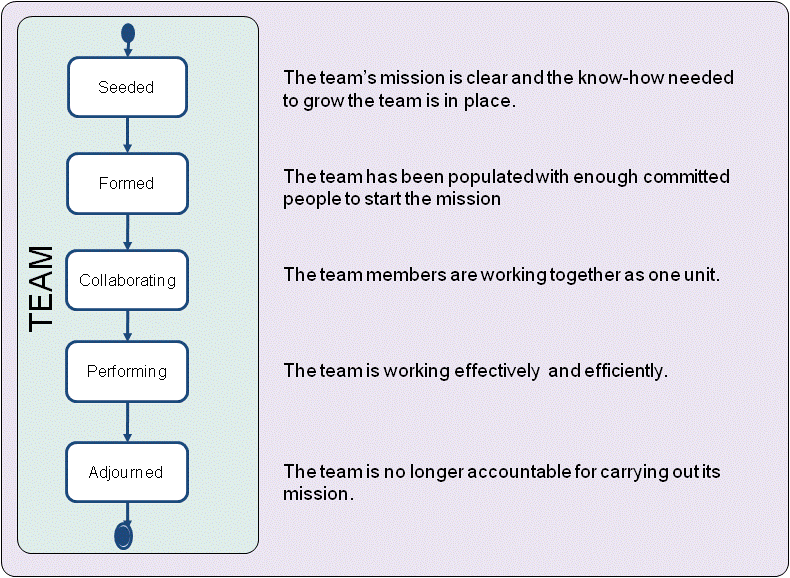 TEAM
Seeded
The team’s mission is clear and the know-how needed
to grow the team is in place.
Formed
The team has been populated with enough committed
people to start the mission
Collaborating
The team members are working together as one unit.
Performing
The team is working effectively and efficiently.
Adjourned
The team is no longer accountable for carrying out its
mission.